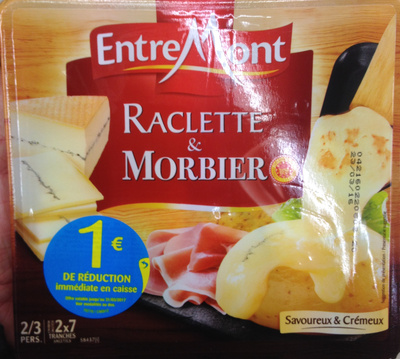 EntreMont
RACLETTE
&
MORBIER
1 €
DE RÉDUCTION
immédiate en caisse
2/3
PERS.
2x7
TRANCHES
Savoureux & Crémeux